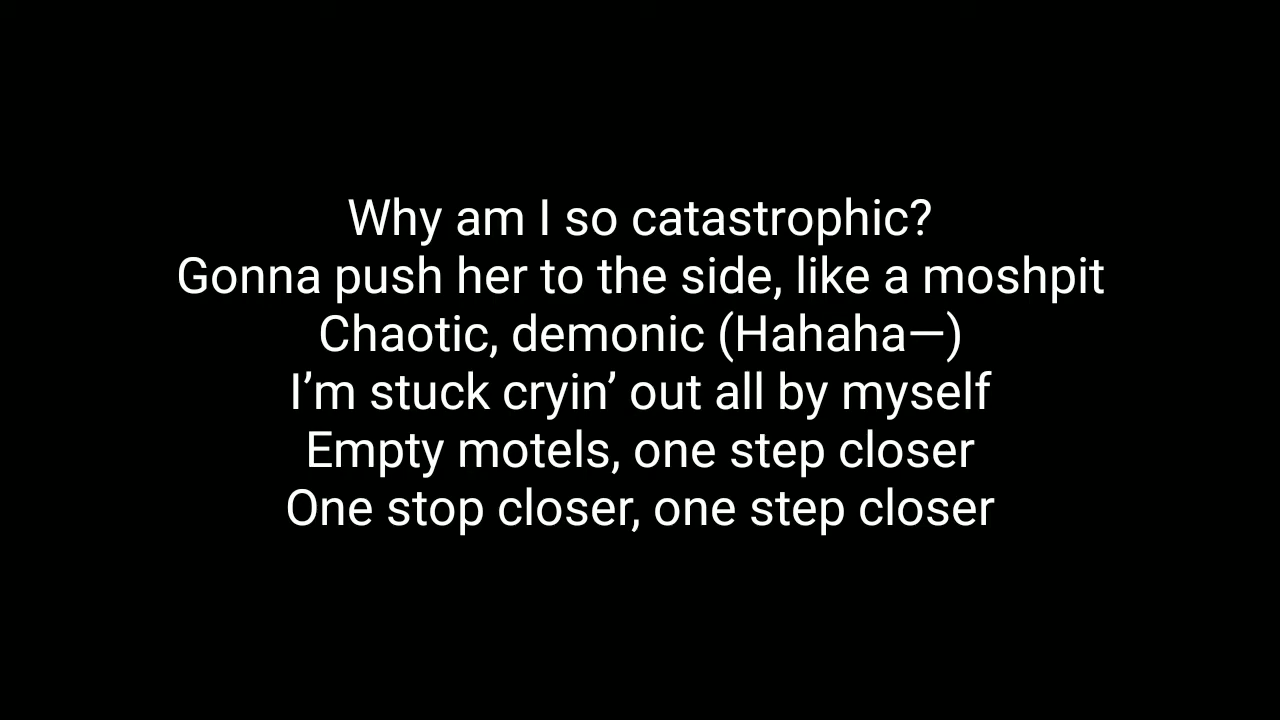 Why am I so catastrophic?
Gonna push her to the side, like a moshpit
Chaotic, demonic (Hahaha—)
I’m stuck cryin’ out all by myself
Empty motels, one step closer
One stop closer, one step closer